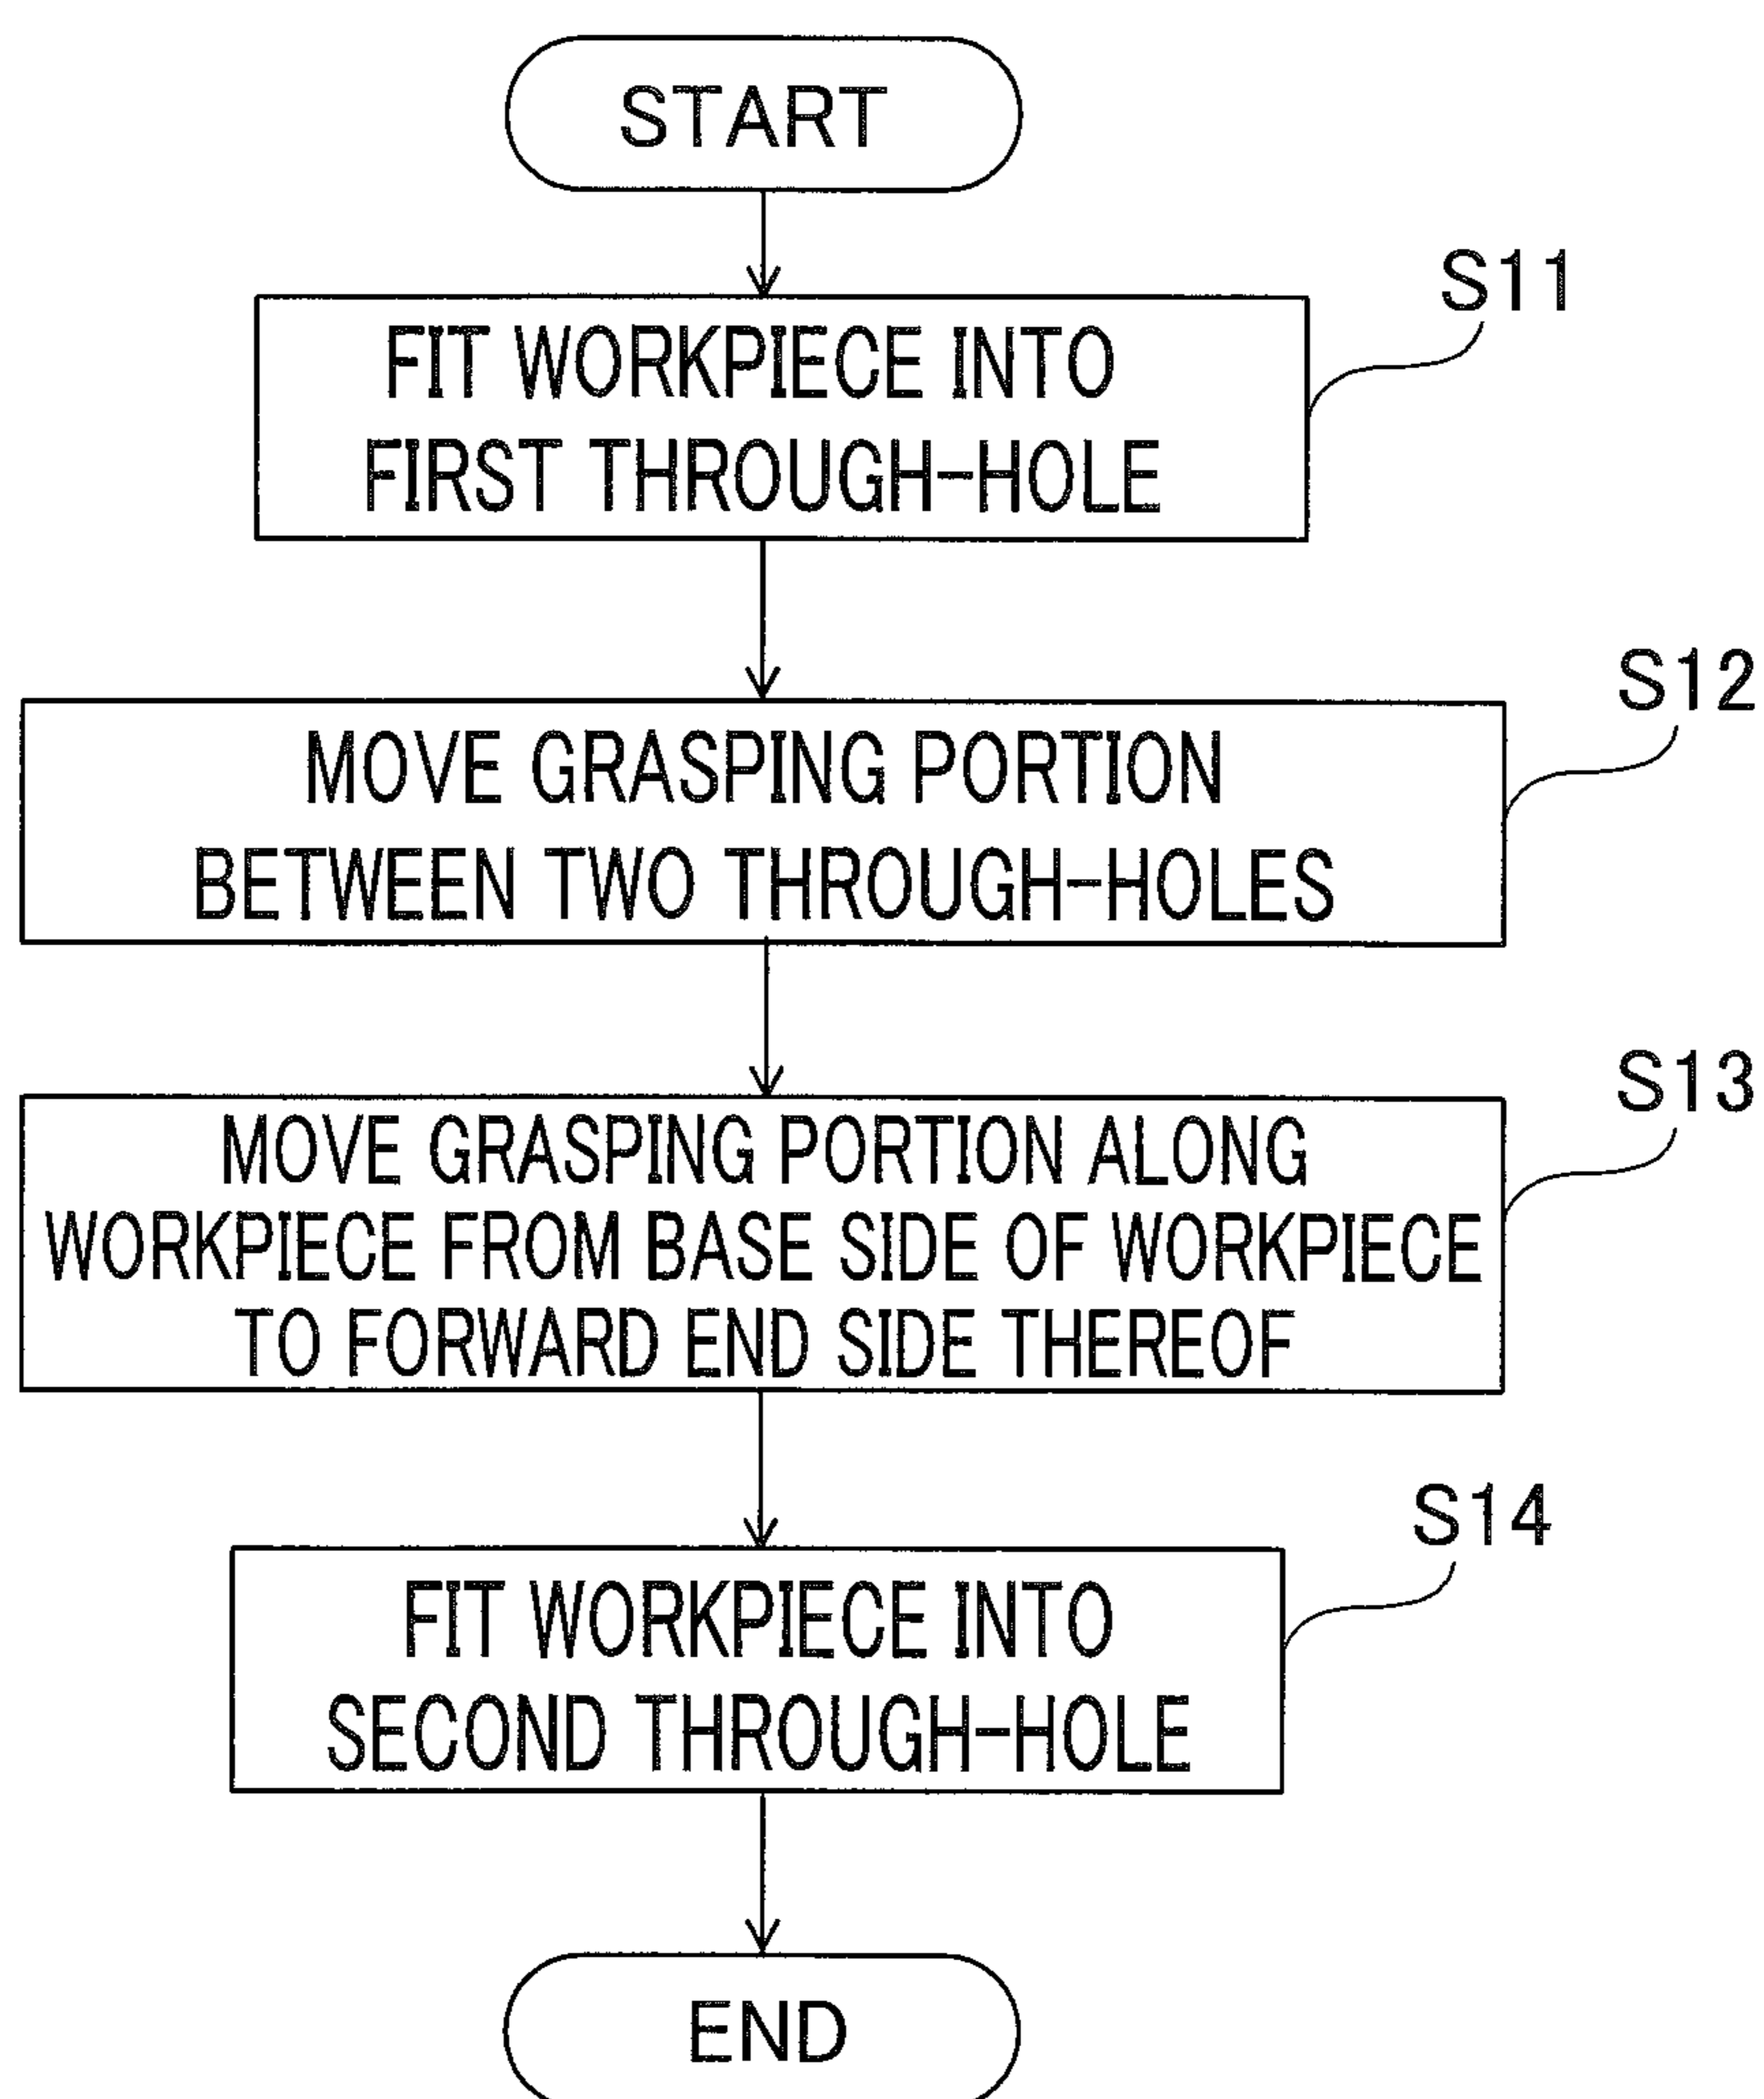 START
S11
FIT WORKPIECE INTO
FIRST THROUGH-HOLE
S12
MOVE GRASPING PORTION
BETWEEN TWO THROUGH-HOLES
S13
MOVE GRASPING PORTION ALONG
WORKPIECE FROM BASE SIDE OF WORKPIECE
TO FORWARD END SIDE THEREOF
S14
FIT WORKPIECE INTO
SECOND THROUGH-HOLE
END